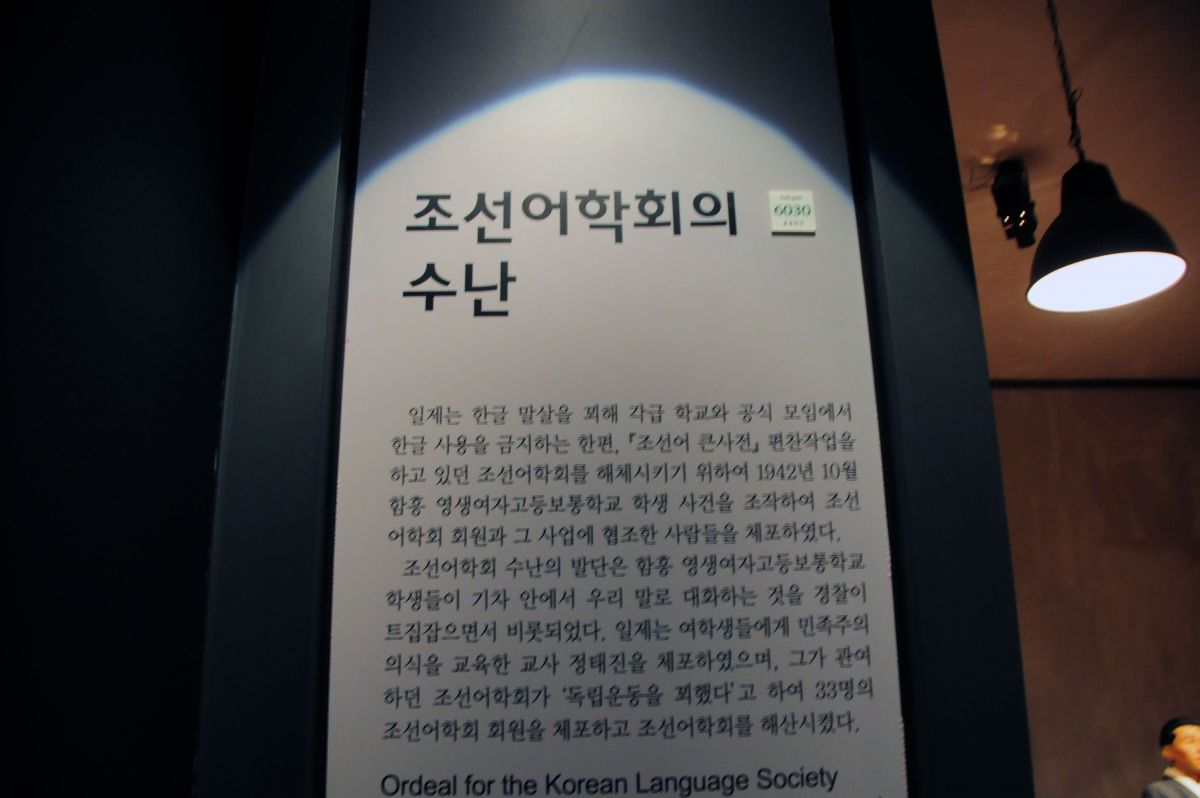 조선어학회의
6030
수난
일제는 한글 말살을 꾀해 각급 학교와 공식 모임에서
한글 사용을 금지하는 한편, 『조선어 큰사전』 편찬작업을
하고 있던 조선어학회를 해체시키기 위하여 1942년 10월
함흥 영생여자고등보통학교 학생 사건을 조작하여 조선
어학회 회원과 그 사업에 협조한 사람들을 체포하였다.
조선어학회 수난의 발단은 함흥 영생여자고등보통학교
학생들이 기차 안에서 우리 말로 대화하는 것을 경찰이
트집잡으면서 비롯되었다. 일제는 여학생들에게 민족주의
의식을 교육한 교사 정태진을 체포하였으며, 그가 관여
하던 조선어학회가 '독립운동을 꾀했다'고 하여 33명의
조선어학회 회원을 체포하고 조선어학회를 해산시켰다.
Ordeal for the Korean Language Society